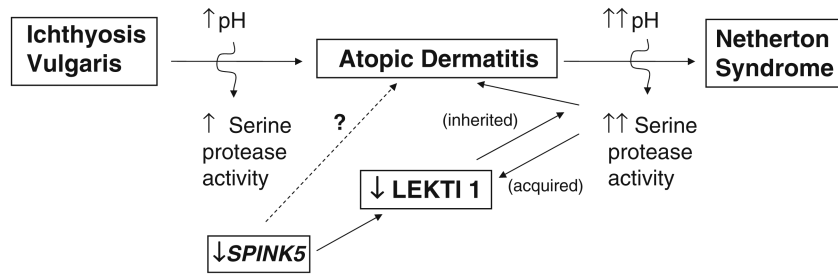 Ichthyosis
Vulgaris
↑pH
↑ Serine
protease
activity
Atopic Dermatitis
↑↑pH
Netherton
Syndrome
?
(inherited)
↑↑ Serine
protease
activity
↓ LEKTI 1
(acquired)
↓SPINK5